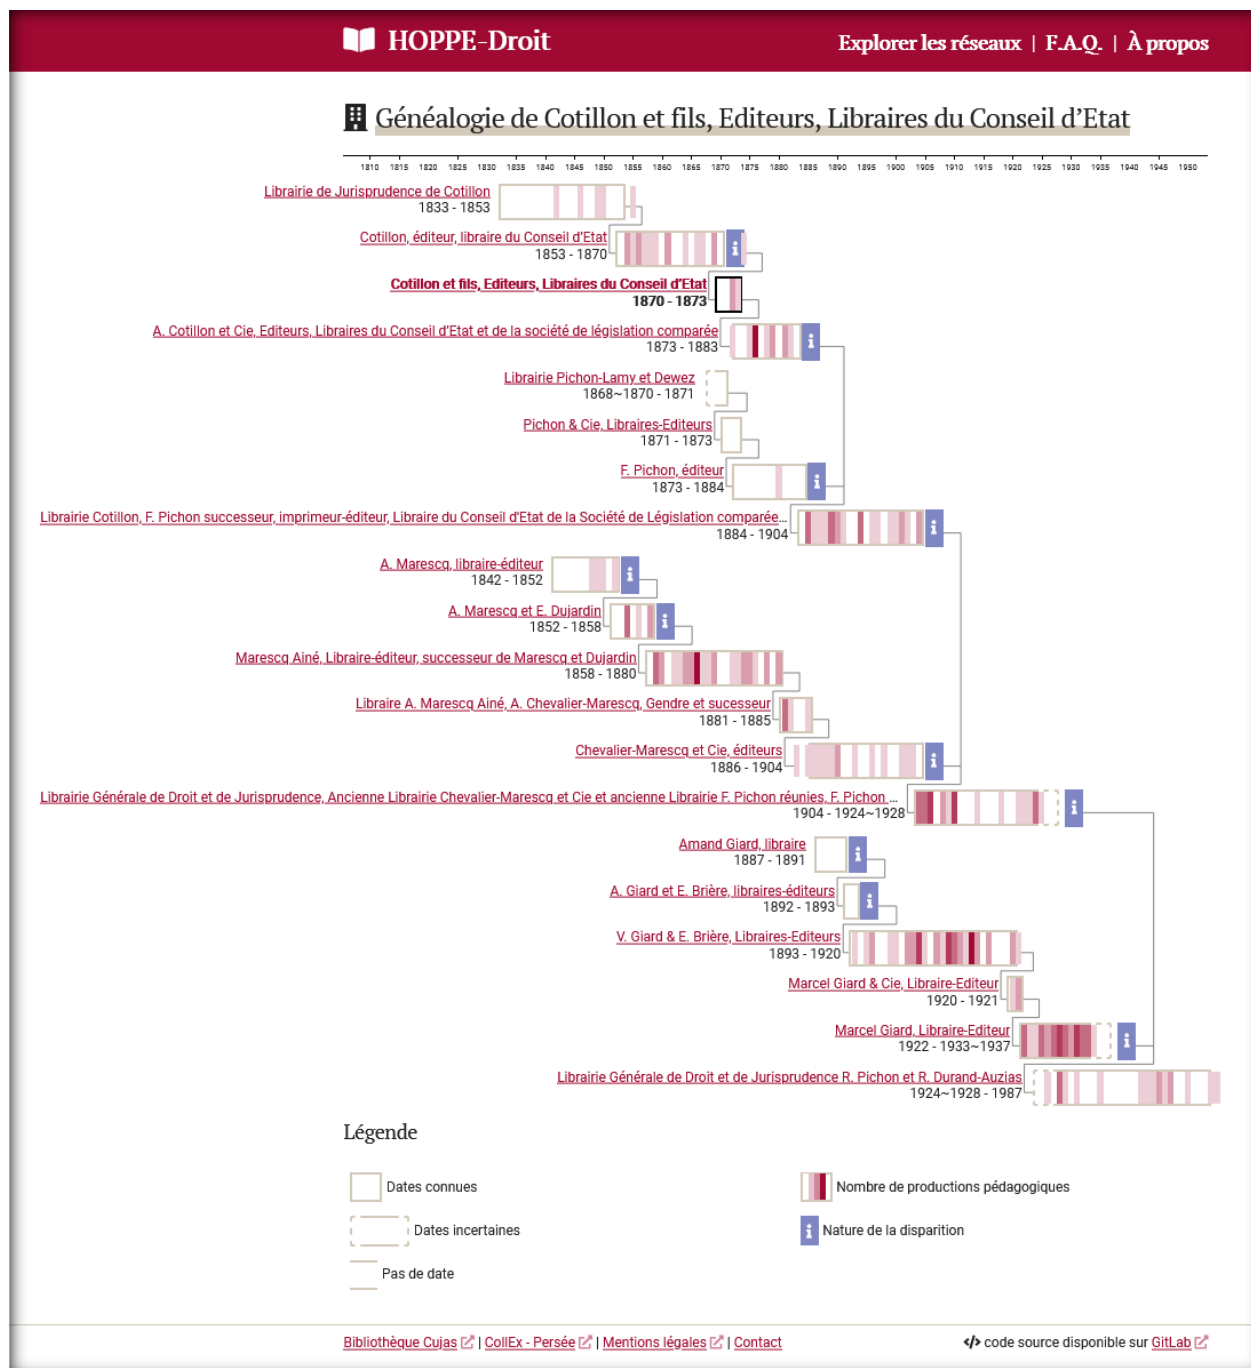 HOPPE-Droit
Explorer les réseaux | F.A.Q. | À propos
Généalogie de Cotillon et fils, Editeurs, Libraires du Conseil d'Etat
1810 1815 1820 1825 1830 1835 1840 1845 1850 1855 1860 1865 1870 1875 1880 1885 1890 1895 1900 1905 1910 1915 1920 1925 1930 1935 1940 1945 1950
Librairie de Jurisprudence de Cotillon
1833 - 1853
Cotillon, éditeur, libraire du Conseil d'Etat
1853 - 1870
Cotillon et fils, Editeurs, Libraires du Conseil d'Etat
1870 - 1873
A. Cotillon et Cie, Editeurs, Libraires du Conseil d'Etat et de la société de législation comparée
1873 - 1883
Librairie Pichon-Lamy et Dewez
1868~1870 - 1871
Pichon & Cie, Libraires-Editeurs
1871 - 1873
F. Pichon, éditeur
1873 - 1884
Librairie Cotillon, F. Pichon successeur, imprimeur-éditeur, Libraire du Conseil d'Etat de la Société de Législation comparée...
1884 - 1904
A. Marescq, libraire-éditeur
1842 - 1852
A. Marescq et E. Dujardin
1852 - 1858
Marescq Ainé, Libraire-éditeur, successeur de Marescq et Dujardin
1858 - 1880
Libraire A. Marescq Ainé, A. Chevalier-Marescq, Gendre et sucesseur
1881 - 1885
Chevalier-Marescq et Cie, éditeurs
1886 - 1904
Librairie Générale de Droit et de Jurisprudence, Ancienne Librairie Chevalier-Marescq et Cie et ancienne Librairie F. Pichon réunies, F. Pichon ...
1904 - 1924~1928
Amand Giard, libraire
1887 - 1891
A. Giard et E. Brière, libraires-éditeurs
1892 - 1893
V. Giard & E. Brière, Libraires-Editeurs
1893 - 1920
Marcel Giard & Cie, Libraire-Editeur
1920 - 1921
Marcel Giard, Libraire-Editeur
1922 - 1933~1937
Librairie Générale de Droit et de Jurisprudence R. Pichon et R. Durand-Auzias
1924~1928 - 1987
Légende
Dates connues
Nombre de productions pédagogiques
Dates incertaines
Nature de la disparition
Pas de date
Bibliothèque Cujas | CollEx - Persée | Mentions légales | Contact
</> code source disponible sur GitLab